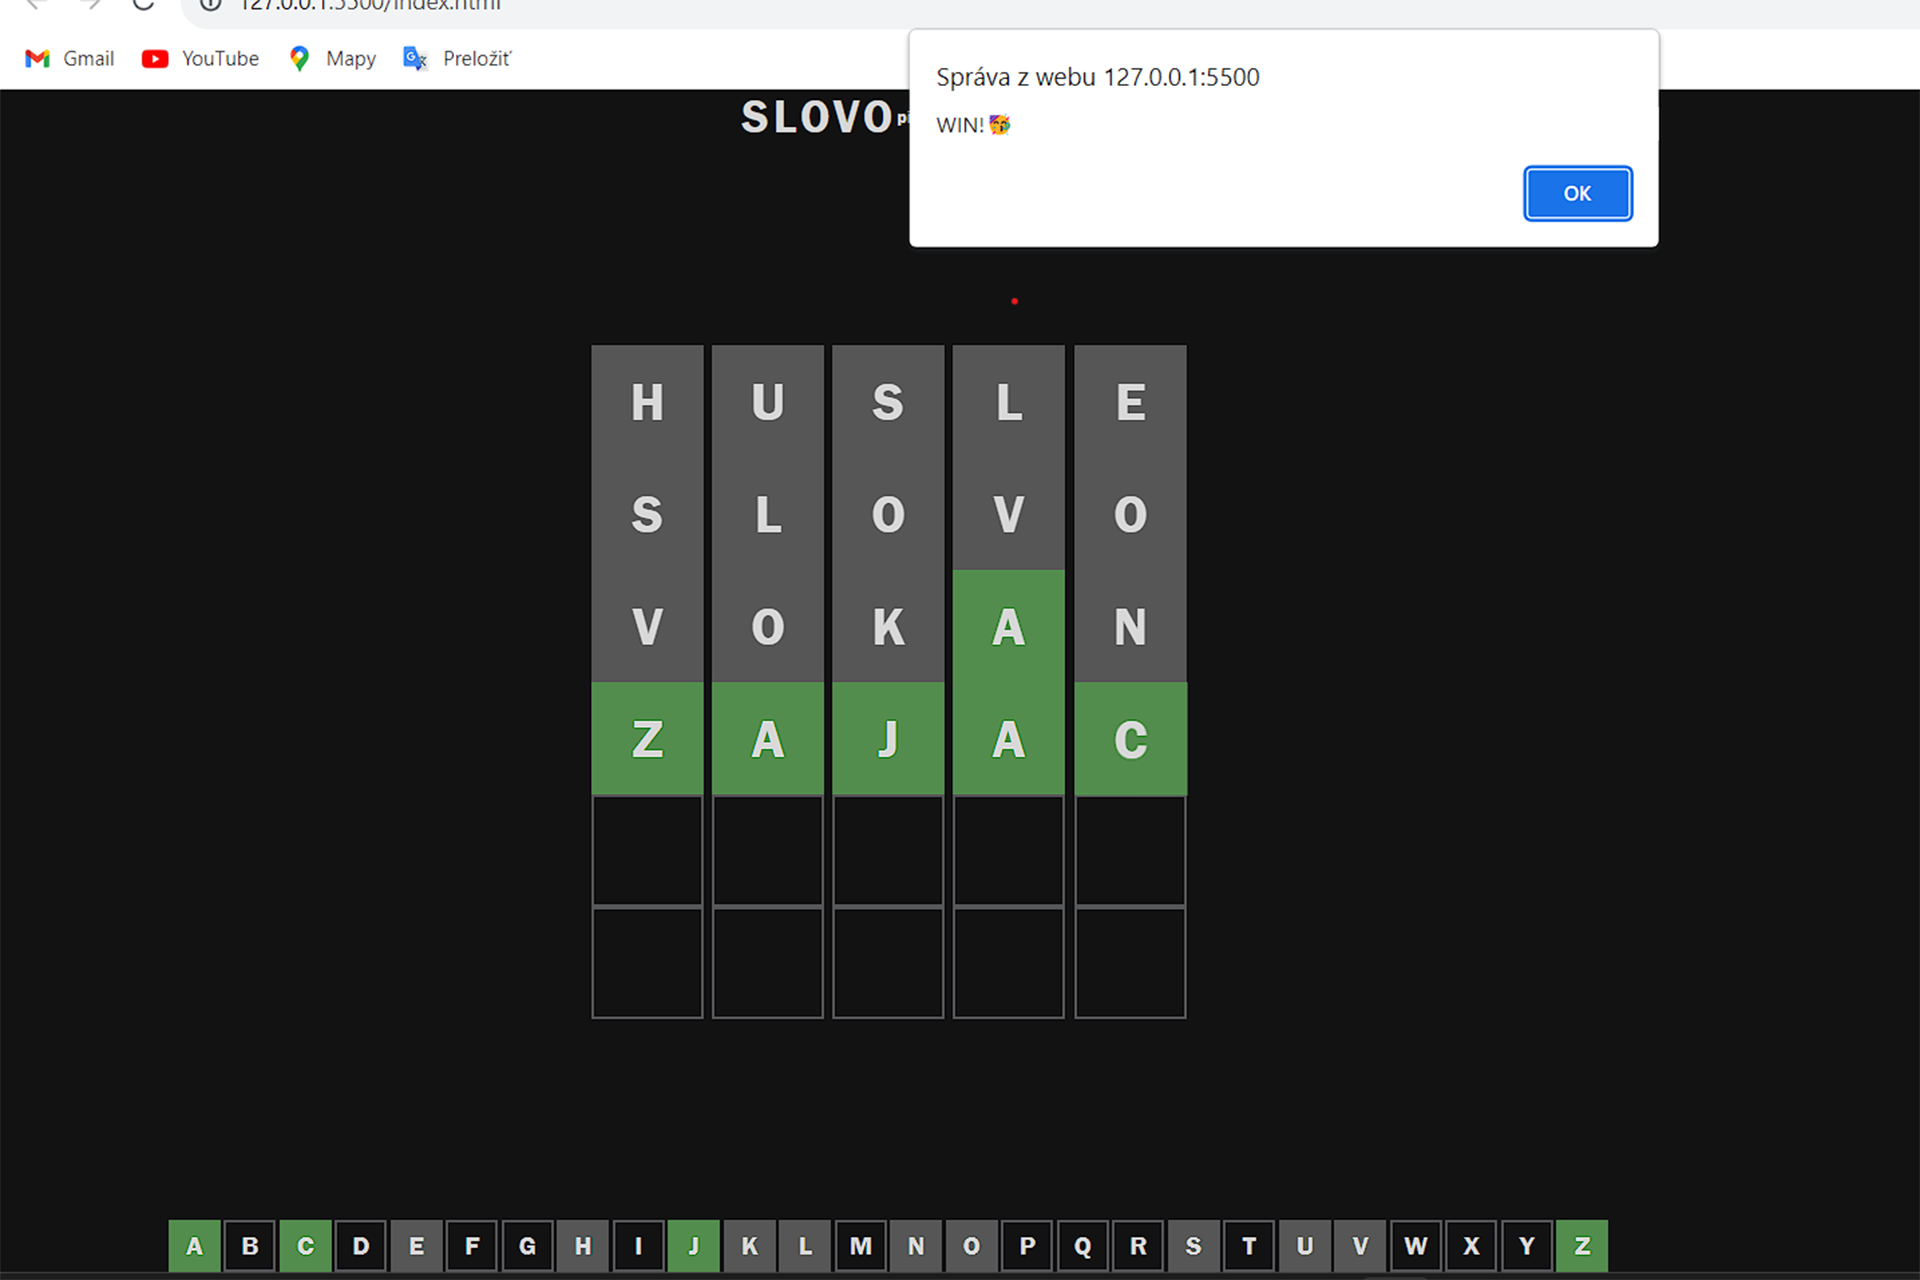 127.0.0.1:5500/index.html
Gmail YouTube Mapy Preložiť
Správa z webu 127.0.0.1:5500
WIN! 🥳
OK
SLOVO
H U S L E
S L O V O
V O K A N
Z A J A C
A B C D E F G H I J K L M N O P Q R S T U V W X Y Z